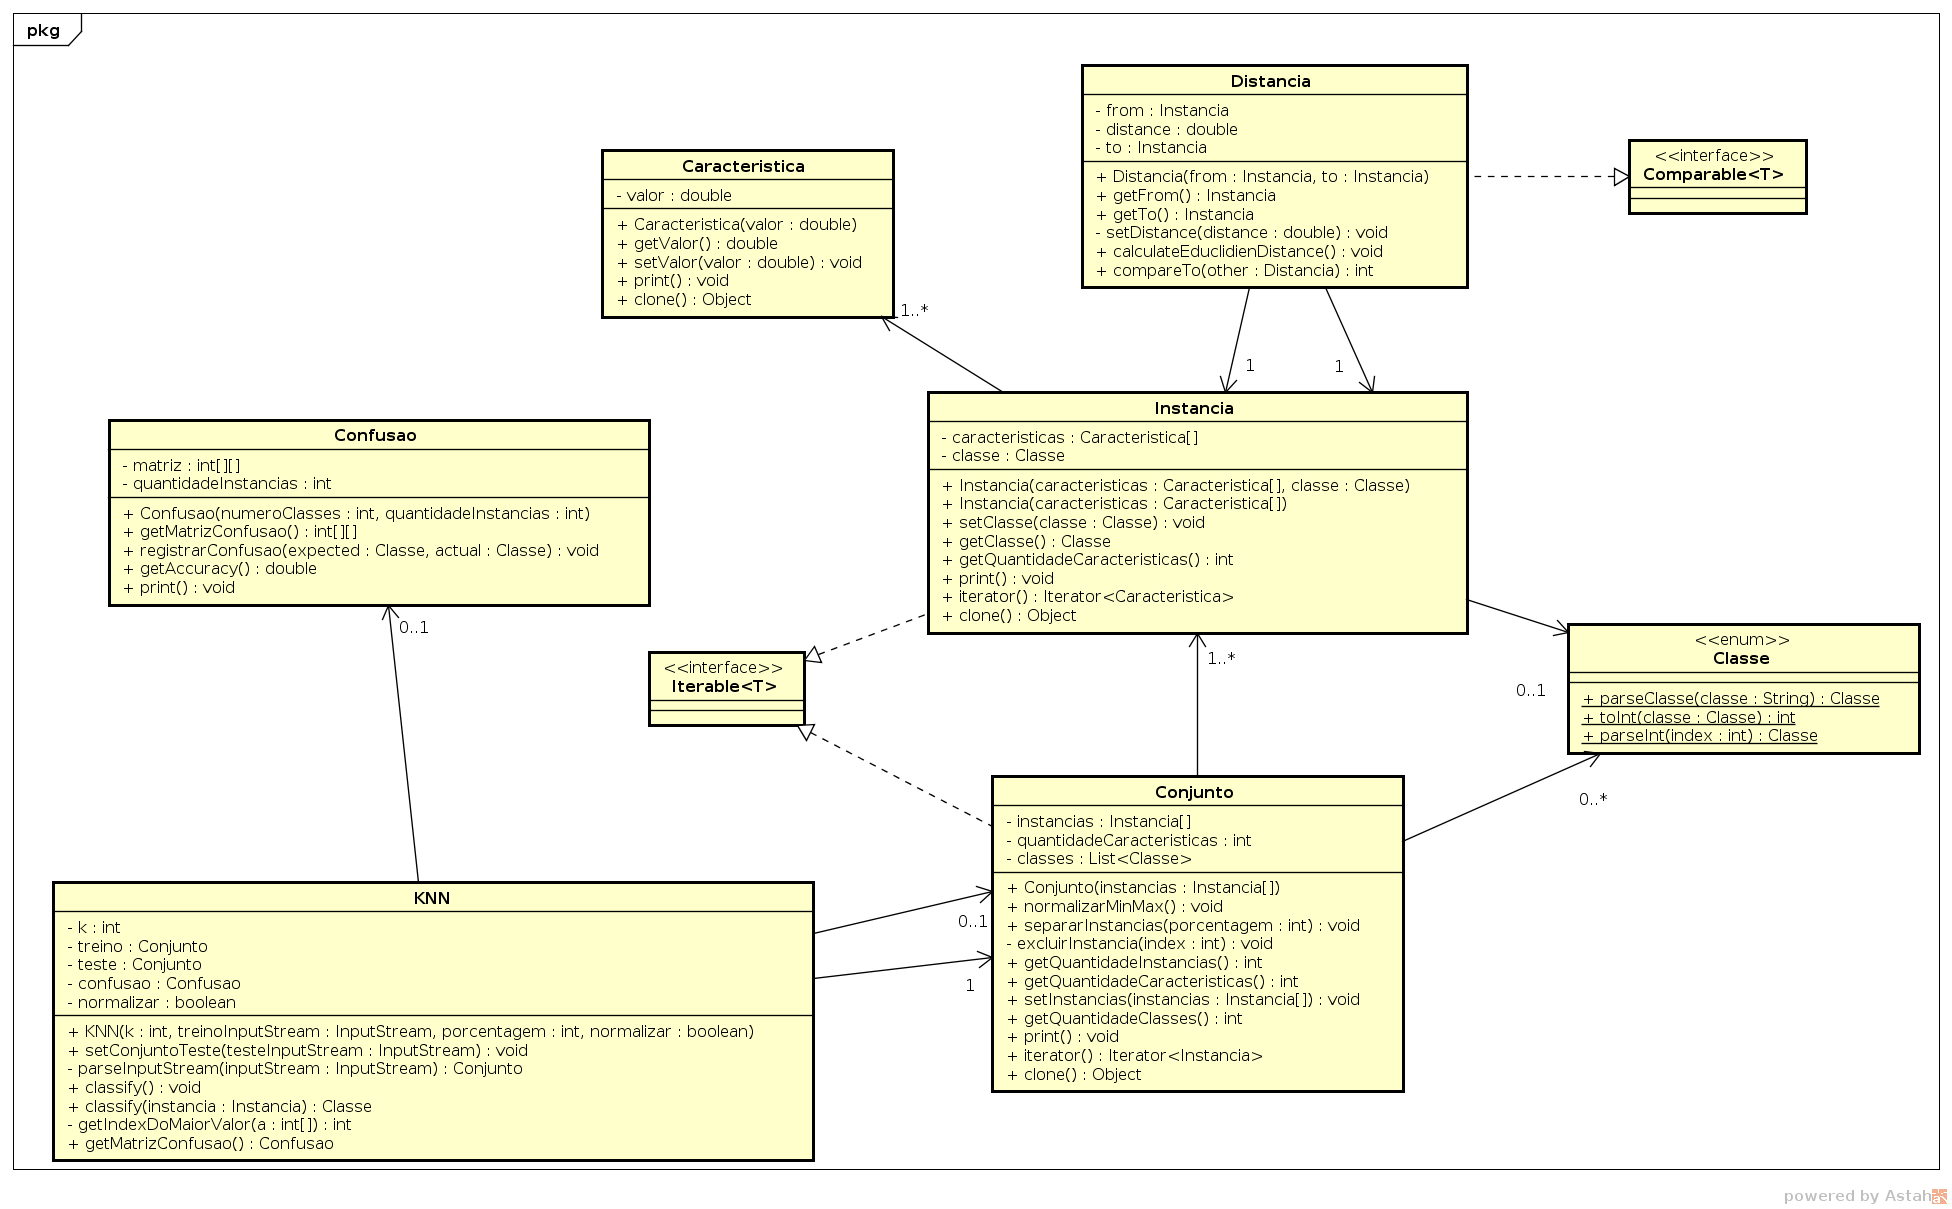 pkg
Distancia
- from : Instancia
- distance : double
- to : Instancia
+ Distancia(from : Instancia, to : Instancia)
+ getFrom() : Instancia
+ getTo() : Instancia
- setDistance(distance : double) : void
+ calculateEduclidienDistance() : void
+ compareTo(other : Distancia) : int
<<interface>>
Comparable<T>
Caracteristica
- valor : double
+ Caracteristica(valor : double)
+ getValor() : double
+ setValor(valor : double) : void
+ print() : void
+ clone() : Object
1..*
1
1
Instancia
- caracteristicas : Caracteristica[]
- classe : Classe
+ Instancia(caracteristicas : Caracteristica[], classe : Classe)
+ Instancia(caracteristicas : Caracteristica[])
+ setClasse(classe : Classe) : void
+ getClasse() : Classe
+ getQuantidadeCaracteristicas() : int
+ print() : void
+ iterator() : Iterator<Caracteristica>
+ clone() : Object
Confusao
- matriz : int[][]
- quantidadeInstancias : int
+ Confusao(numeroClasses : int, quantidadeInstancias : int)
+ getMatrizConfusao() : int[][]
+ registrarConfusao(expected : Classe, actual : Classe) : void
+ getAccuracy() : double
+ print() : void
0..1
<<interface>>
Iterable<T>
1..*
<<enum>>
Classe
+ parseClasse(classe : String) : Classe
+ toInt(classe : Classe) : int
+ parseInt(index : int) : Classe
0..1
0..*
Conjunto
- instancias : Instancia[]
- quantidadeCaracteristicas : int
- classes : List<Classe>
+ Conjunto(instancias : Instancia[])
+ normalizarMinMax() : void
+ separarInstancias(porcentagem : int) : void
- excluirInstancia(index : int) : void
+ getQuantidadeInstancias() : int
+ getQuantidadeCaracteristicas() : int
+ setInstancias(instancias : Instancia[]) : void
+ getQuantidadeClasses() : int
+ print() : void
+ iterator() : Iterator<Instancia>
+ clone() : Object
0..1
1
KNN
- k : int
- treino : Conjunto
- teste : Conjunto
- confusao : Confusao
- normalizar : boolean
+ KNN(k : int, treinoInputStream : InputStream, porcentagem : int, normalizar : boolean)
+ setConjuntoTeste(testeInputStream : InputStream) : void
- parseInputStream(inputStream : InputStream) : Conjunto
+ classify() : void
+ classify(instancia : Instancia) : Classe
- getIndexDoMaiorValor(a : int[]) : int
+ getMatrizConfusao() : Confusao
powered by Astah